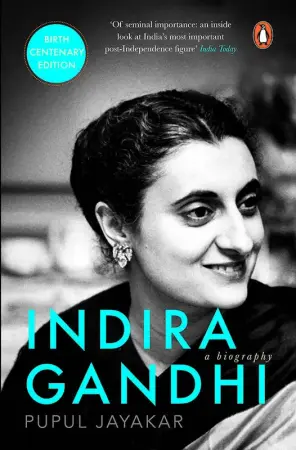 BIRTH
CENTENARY
EDITION
'Of seminal importance: an inside
look at India's most important
post-Independence figure' India Today
INDIRA
a biography
GANDHI
PUPUL JAYAKAR